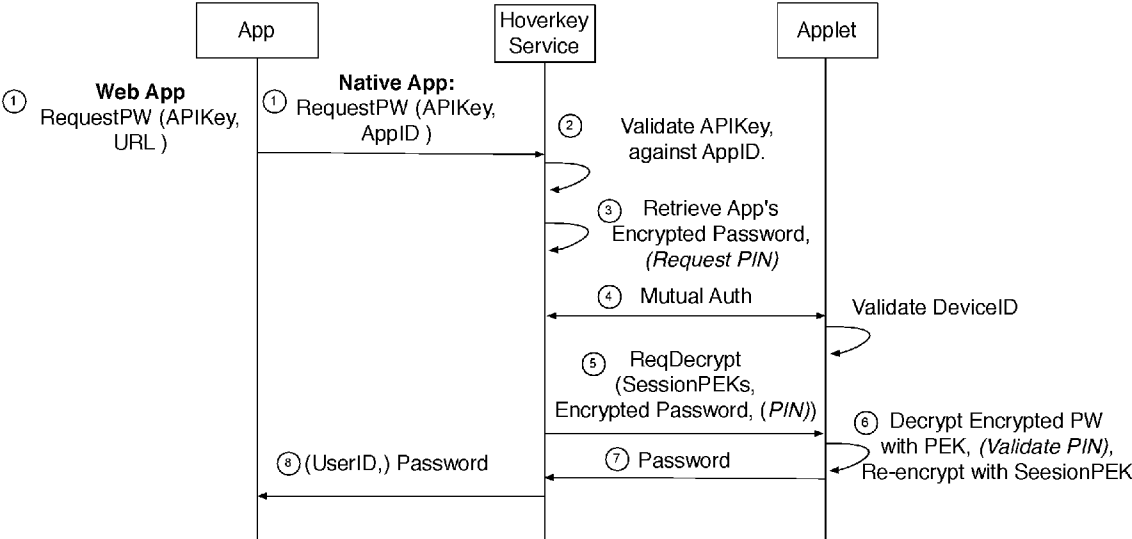 App
Hoverkey
Service
Applet
1
Web App
RequestPW (APIKey,
URL )
1
Native App:
RequestPW (APIKey,
AppID )
2
Validate APIKey,
against AppID.
3
Retrieve App's
Encrypted Password,
(Request PIN)
4
Mutual Auth
Validate DeviceID
5
ReqDecrypt
(SessionPEKs,
Encrypted Password, (PIN))
6
Decrypt Encrypted PW
with PEK, (Validate PIN),
Re-encrypt with SeesionPEK
7
Password
8
(UserID,) Password